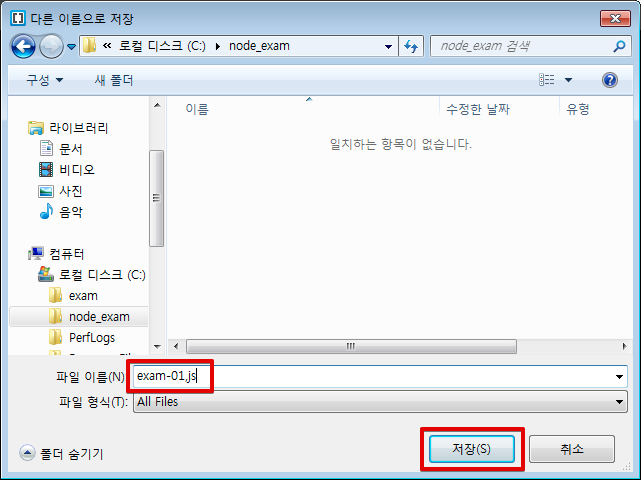 다른 이름으로 저장
« 로컬 디스크 (C:) ▸ node_exam
node_exam 검색
구성
새 폴더
이름
수정한 날짜
유형
일치하는 항목이 없습니다.
라이브러리
문서
비디오
사진
음악
컴퓨터
로컬 디스크 (C:)
exam
node_exam
PerfLogs
파일 이름(N):
exam-01.js
파일 형식(T):
All Files
폴더 숨기기
저장(S)
취소